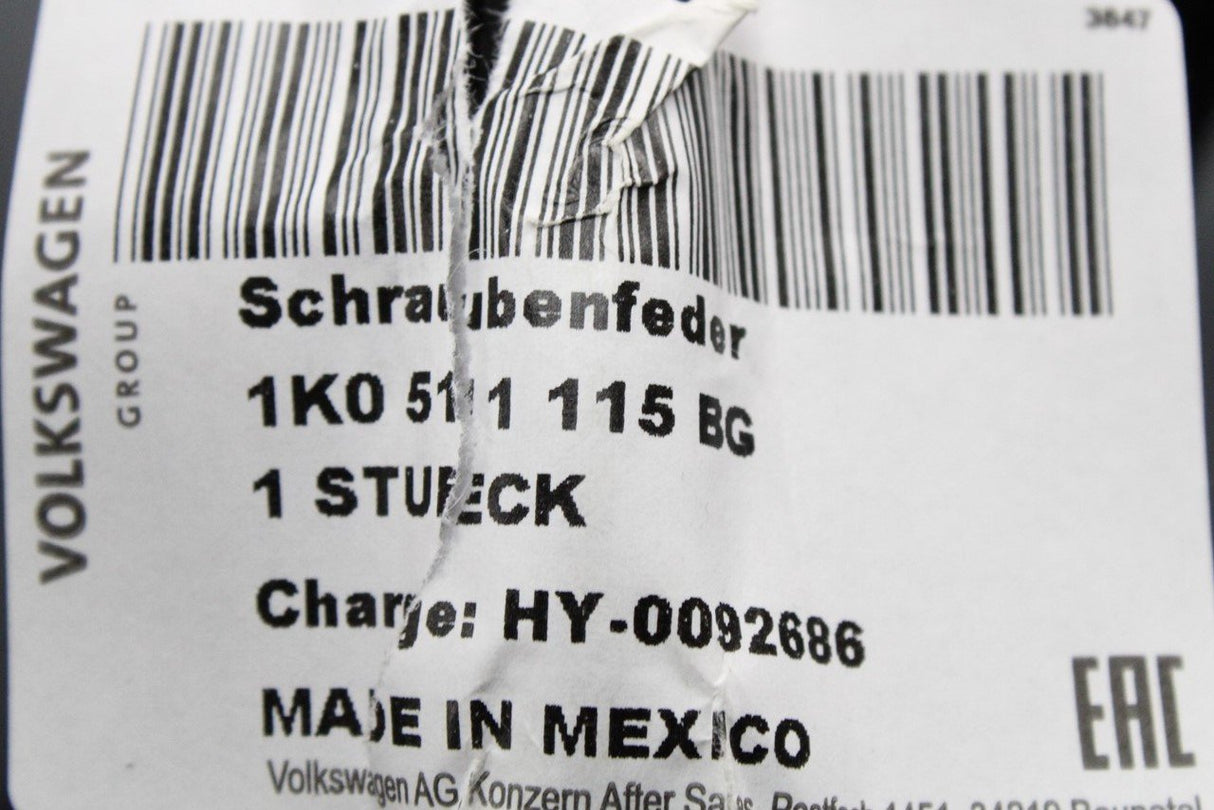 3647
VOLKSWAGEN
GROUP
Schraubenfeder
1K0 511 115 BG
1 STUECK
Charge: HY-0092686
MADE IN MEXICO
EAC
Volkswagen AG Konzern After Sales